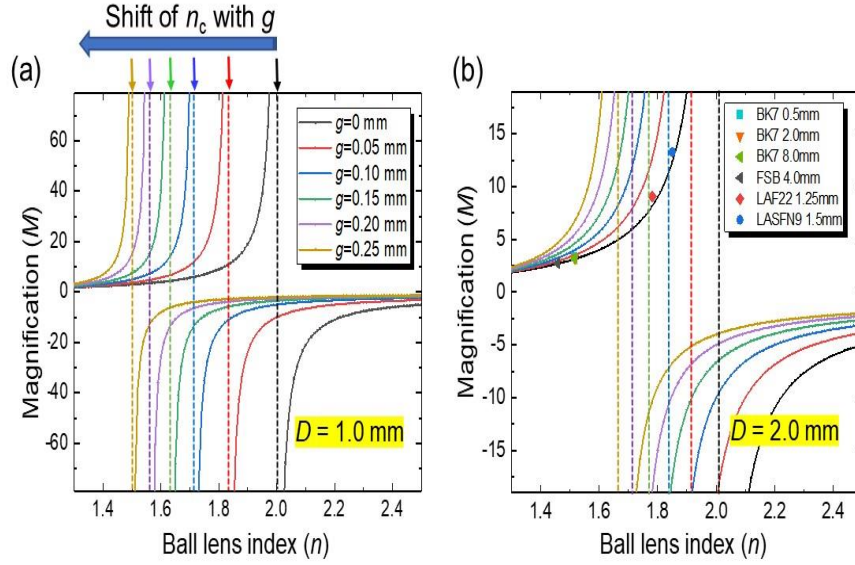 Shift of nc with g
(a)
(b)
g=0 mm
g=0.05 mm
g=0.10 mm
g=0.15 mm
g=0.20 mm
g=0.25 mm
Magnification (M)
60
40
20
0
-20
-40
-60
D = 1.0 mm
1.4 1.6 1.8 2.0 2.2 2.4
Ball lens index (n)
BK7 0.5mm
BK7 2.0mm
BK7 8.0mm
FSB 4.0mm
LAF22 1.25mm
LASFN9 1.5mm
Magnification (M)
15
10
5
0
-5
-10
-15
D = 2.0 mm
1.4 1.6 1.8 2.0 2.2 2.4
Ball lens index (n)